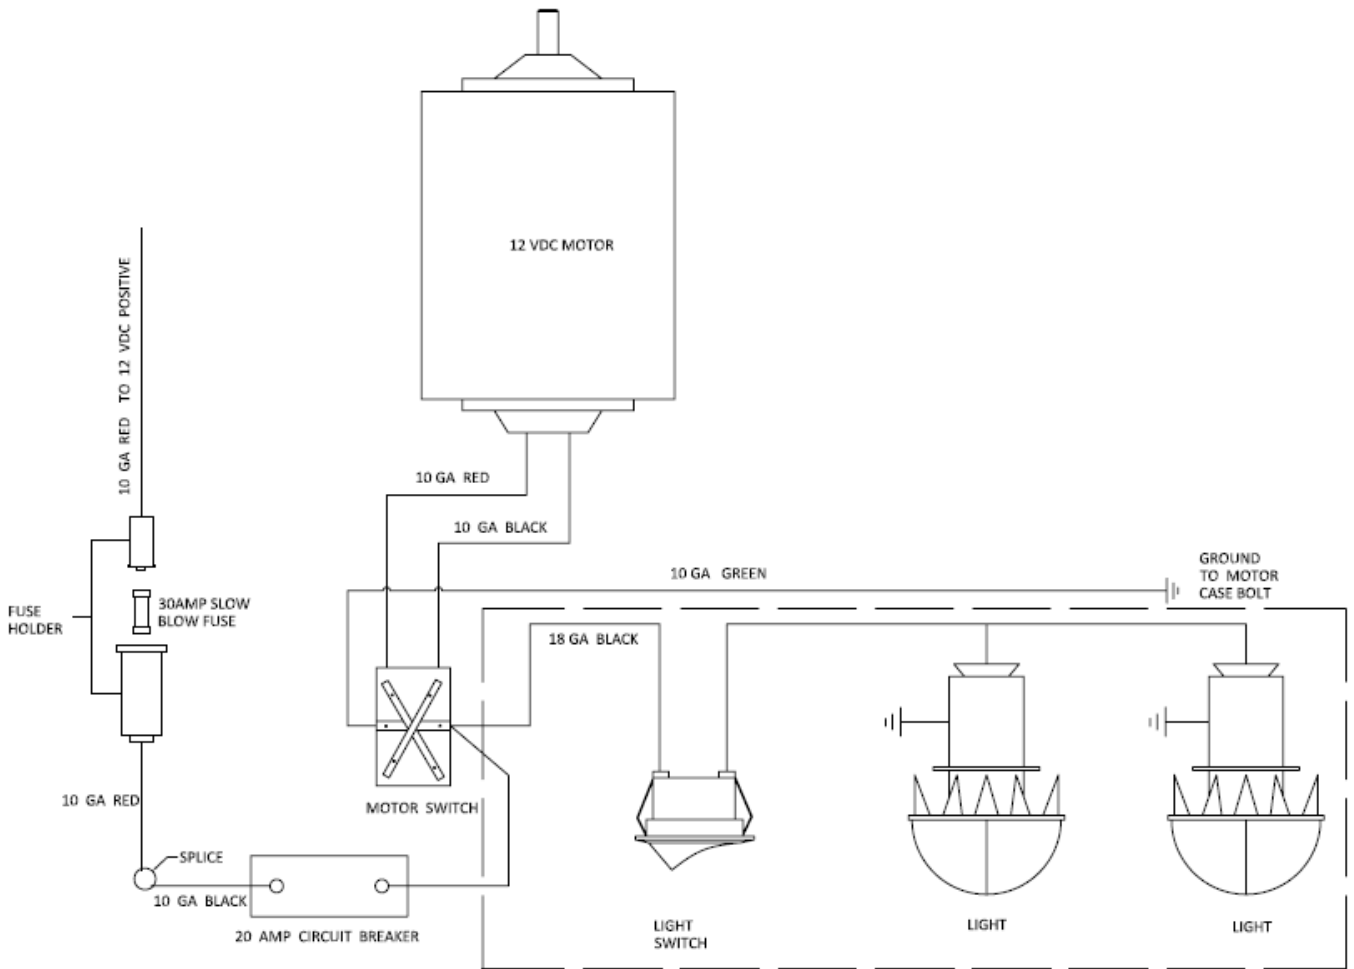 12 VDC MOTOR
10 GA RED TO 12 VDC POSITIVE
10 GA RED
10 GA BLACK
10 GA GREEN
GROUND
TO MOTOR
CASE BOLT
FUSE
HOLDER
30AMP SLOW
BLOW FUSE
18 GA BLACK
10 GA RED
MOTOR SWITCH
SPLICE
10 GA BLACK
20 AMP CIRCUIT BREAKER
LIGHT
SWITCH
LIGHT
LIGHT